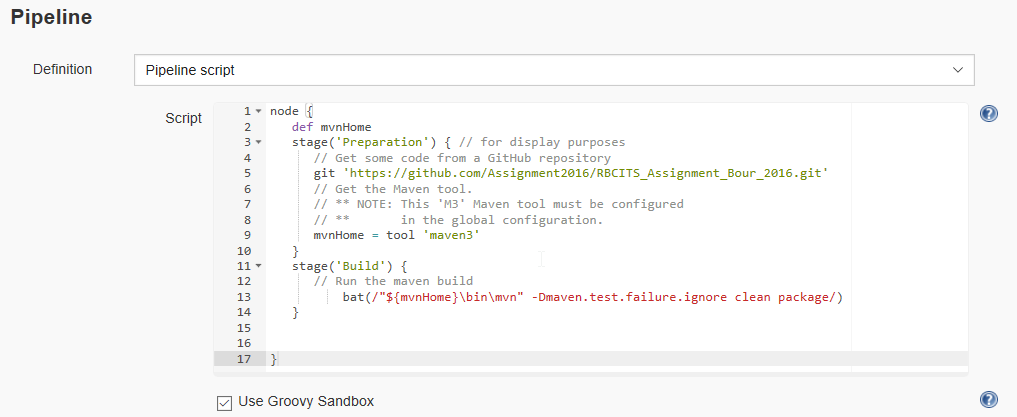 Pipeline
Definition
Pipeline script
Script
1 node {
2 def mvnHome
3 stage('Preparation') { // for display purposes
4 // Get some code from a GitHub repository
5 git 'https://github.com/Assignment2016/RBCITS_Assignment_Bour_2016.git'
6 // Get the Maven tool.
7 // ** NOTE: This 'M3' Maven tool must be configured
8 // **       in the global configuration.
9 mvnHome = tool 'maven3'
10 }
11 stage('Build') {
12 // Run the maven build
13 bat(/"${mvnHome}\bin\mvn" -Dmaven.test.failure.ignore clean package/)
14 }
15
16
17 }
Use Groovy Sandbox